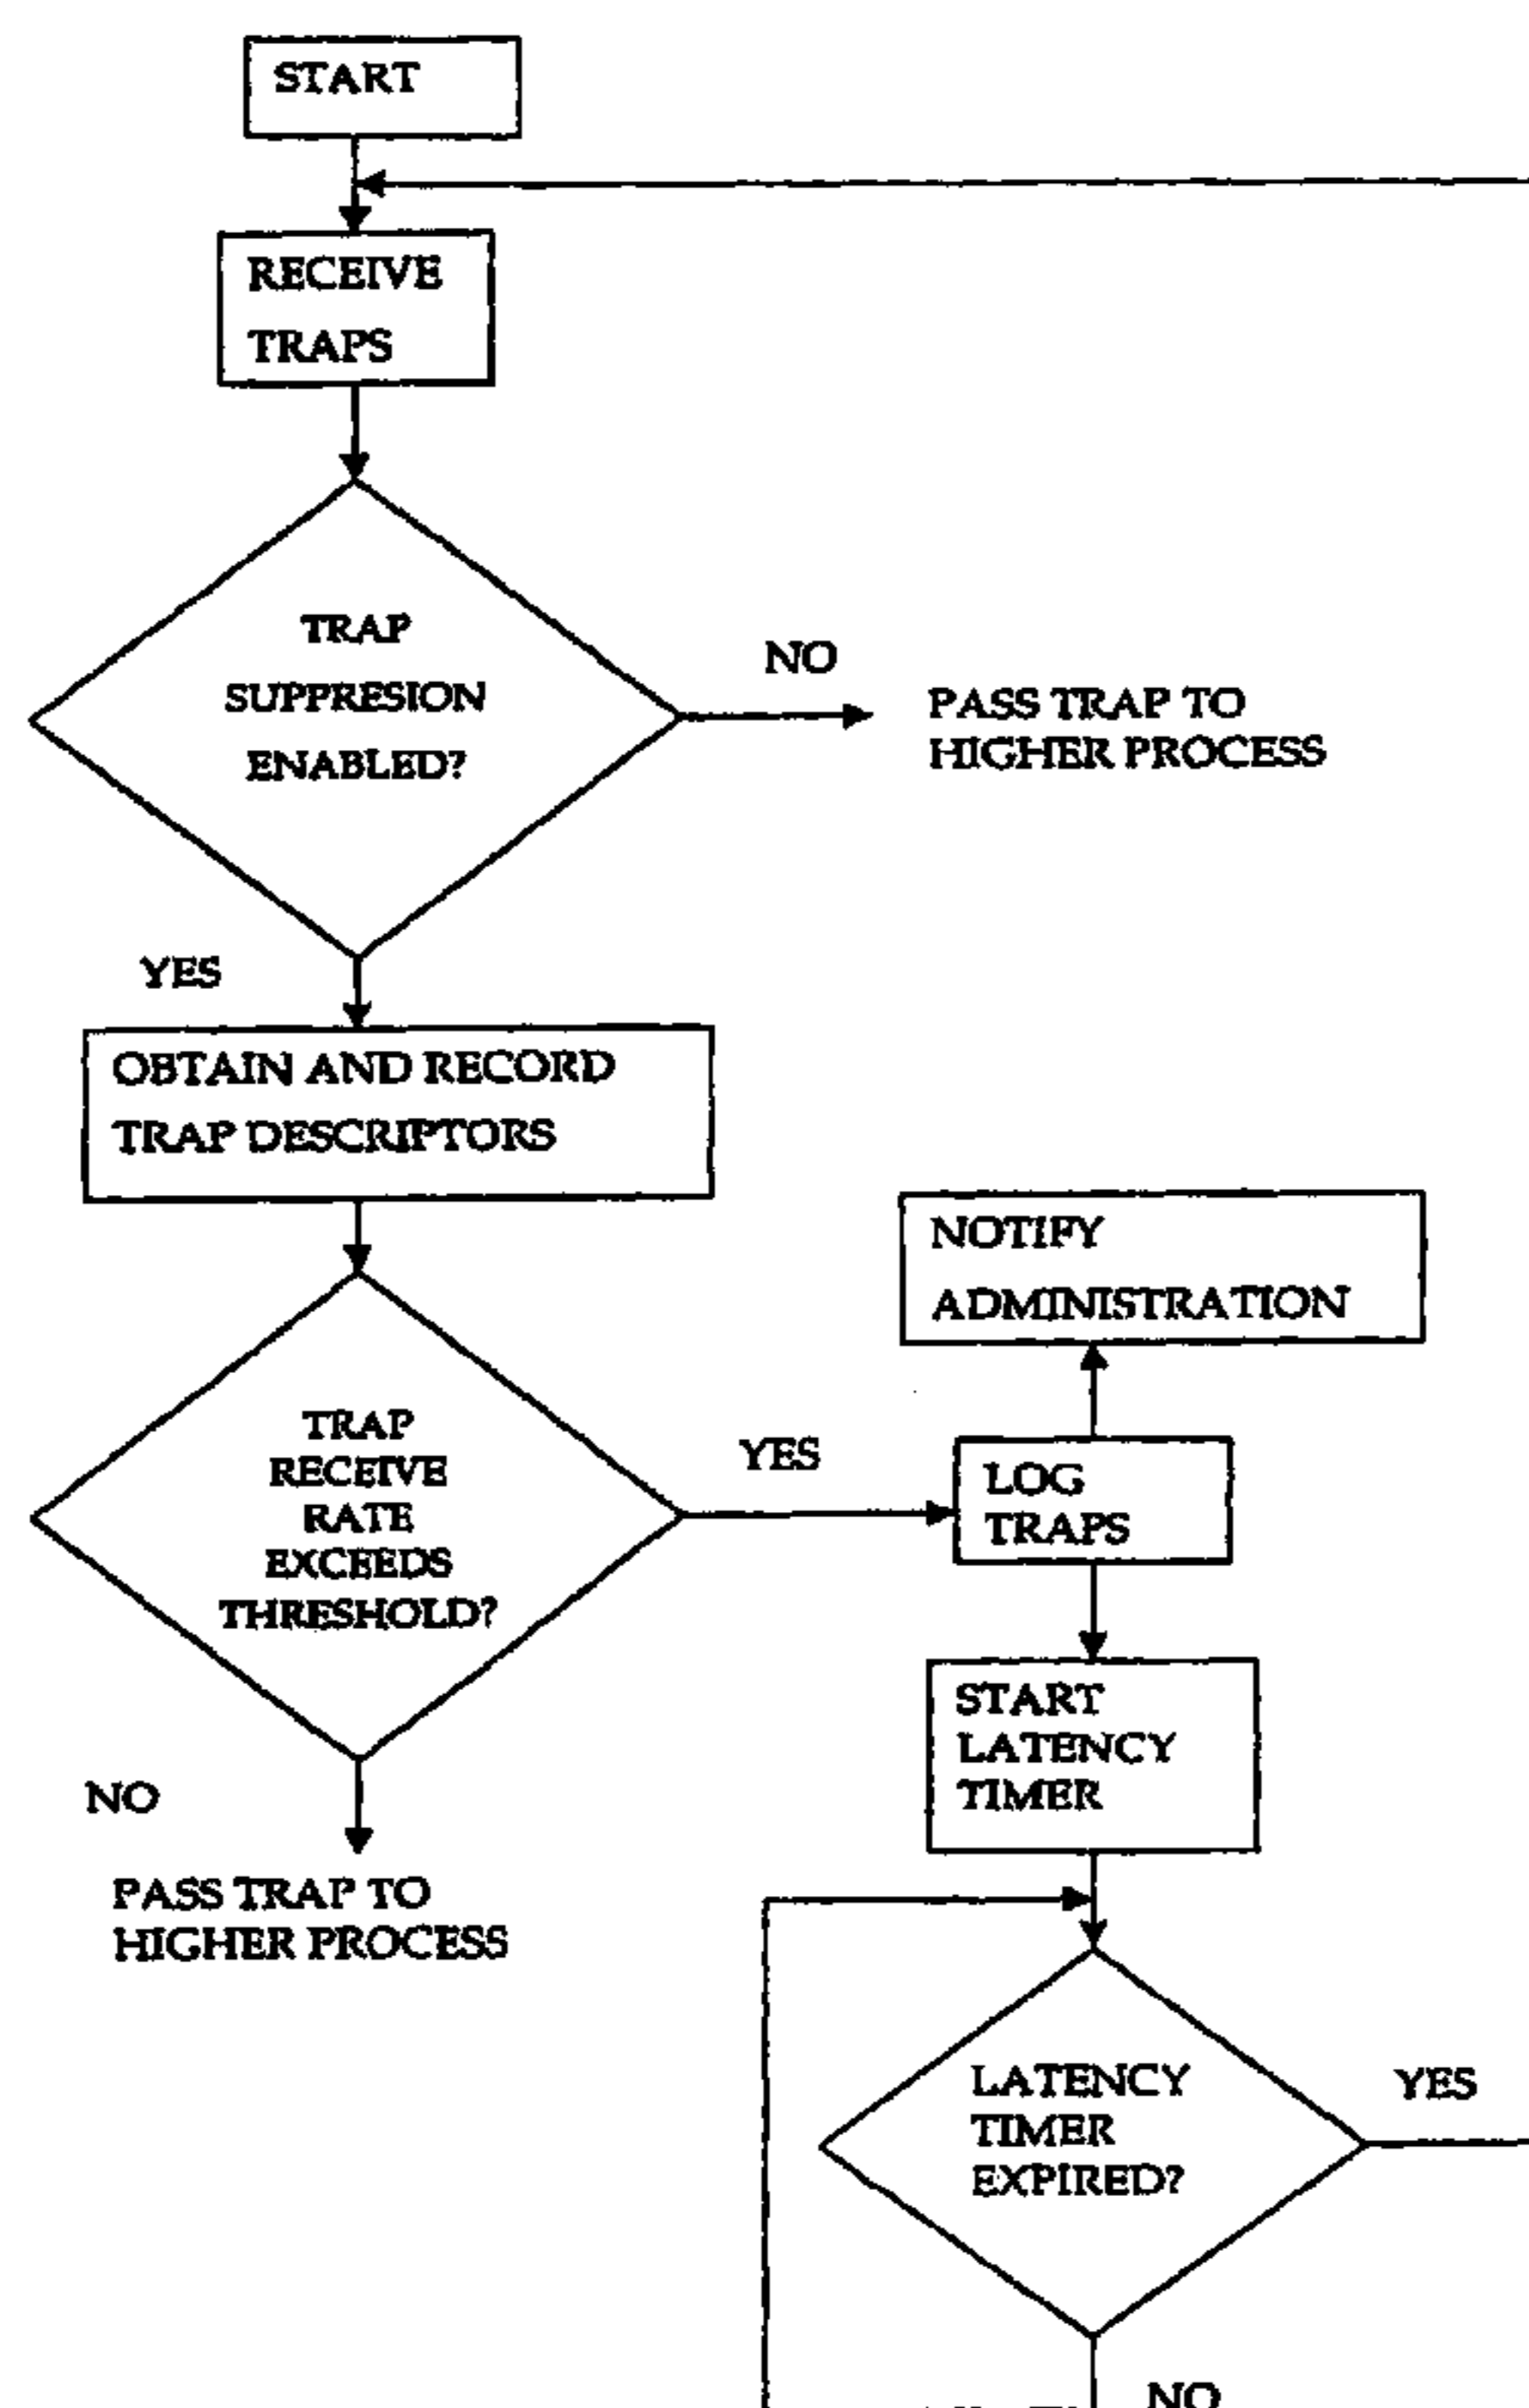 START
RECEIVE
TRAPS
TRAP
SUPPRESION
ENABLED?
NO
PASS TRAP TO
HIGHER PROCESS
YES
OBTAIN AND RECORD
TRAP DESCRIPTORS
TRAP
RECEIVE
RATE
EXCEEDS
THRESHOLD?
YES
NOTIFY
ADMINISTRATION
LOG
TRAPS
START
LATENCY
TIMER
NO
PASS TRAP TO
HIGHER PROCESS
LATENCY
TIMER
EXPIRED?
YES
NO